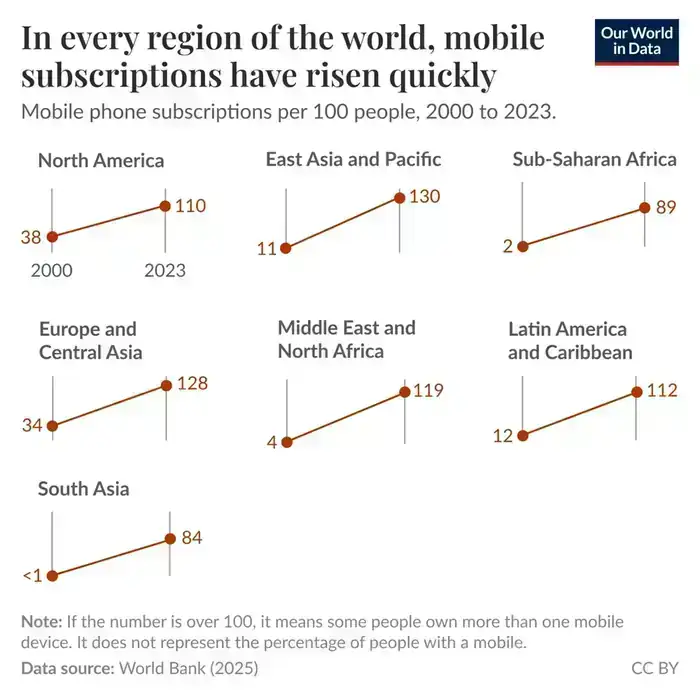 In every region of the world, mobile
subscriptions have risen quickly
Our World
in Data
Mobile phone subscriptions per 100 people, 2000 to 2023.
North America
38
110
2000
2023
East Asia and Pacific
11
130
Sub-Saharan Africa
2
89
Europe and
Central Asia
34
128
Middle East and
North Africa
4
119
Latin America
and Caribbean
12
112
South Asia
<1
84
Note: If the number is over 100, it means some people own more than one mobile
device. It does not represent the percentage of people with a mobile.
Data source: World Bank (2025)
CC BY